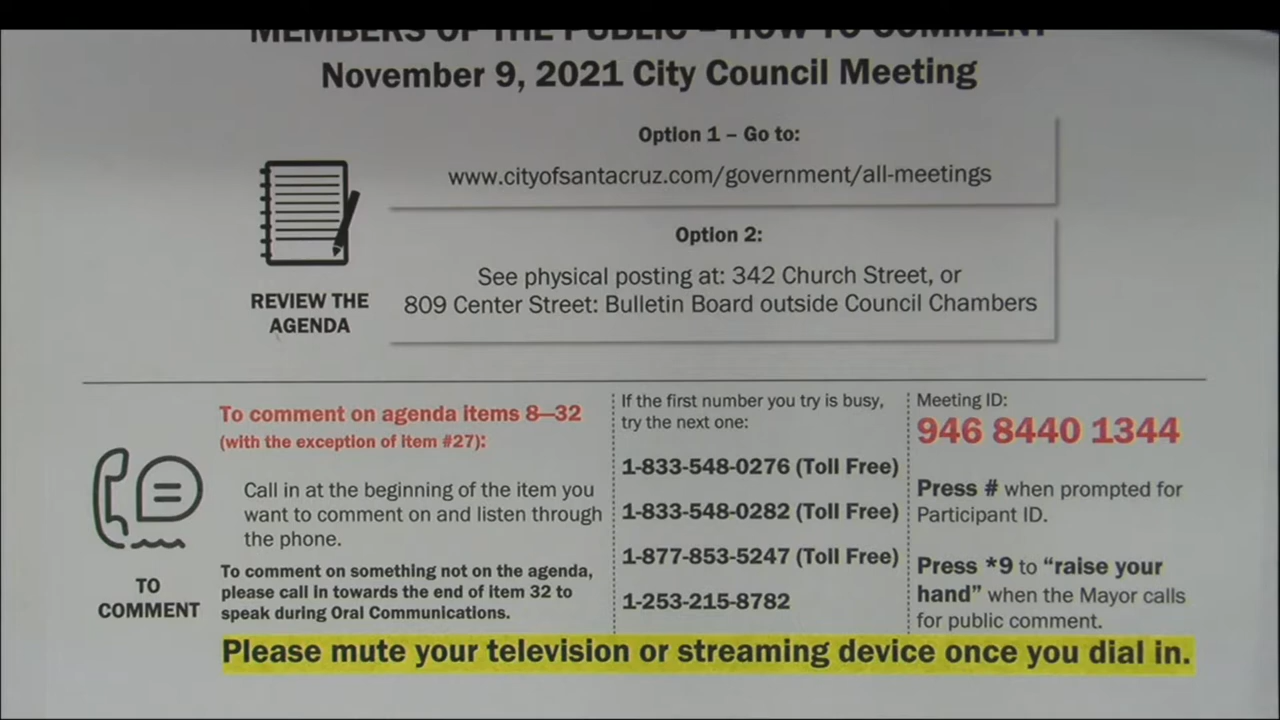 MEMBERS OF THE PUBLIC – HOW TO COMMENT
November 9, 2021 City Council Meeting
Option 1 – Go to:
www.cityofsantacruz.com/government/all-meetings
Option 2:
See physical posting at: 342 Church Street, or
809 Center Street: Bulletin Board outside Council Chambers
REVIEW THE
AGENDA
To comment on agenda items 8–32
(with the exception of item #27):
Call in at the beginning of the item you
want to comment on and listen through
the phone.
To comment on something not on the agenda,
please call in towards the end of item 32 to
speak during Oral Communications.
TO
COMMENT
If the first number you try is busy,
try the next one:
1-833-548-0276 (Toll Free)
1-833-548-0282 (Toll Free)
1-877-853-5247 (Toll Free)
1-253-215-8782
Meeting ID:
946 8440 1344
Press # when prompted for
Participant ID.
Press *9 to “raise your
hand” when the Mayor calls
for public comment.
Please mute your television or streaming device once you dial in.